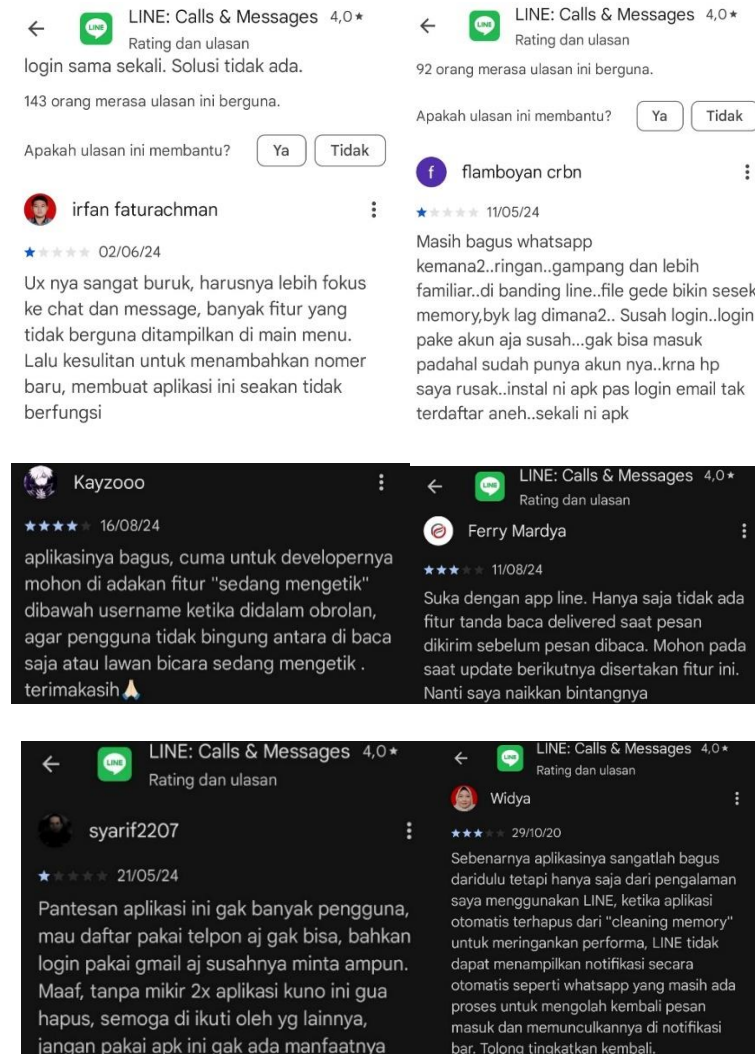 LINE: Calls & Messages 4,0★
Rating dan ulasan
login sama sekali. Solusi tidak ada.
143 orang merasa ulasan ini berguna.
Apakah ulasan ini membantu?
Ya
Tidak
irfan faturachman
02/06/24
Ux nya sangat buruk, harusnya lebih fokus
ke chat dan message, banyak fitur yang
tidak berguna ditampilkan di main menu.
Lalu kesulitan untuk menambahkan nomer
baru, membuat aplikasi ini seakan tidak
berfungsi
LINE: Calls & Messages 4,0★
Rating dan ulasan
92 orang merasa ulasan ini berguna.
Apakah ulasan ini membantu?
Ya
Tidak
f
flamboyan crbn
11/05/24
Masih bagus whatsapp
kemana2..ringan..gampang dan lebih
familiar..di banding line..file gede bikin sesek
memory,byk lag dimana2.. Susah login..login
pake akun aja susah...gak bisa masuk
padahal sudah punya akun nya..krna hp
saya rusak..instal ni apk pas login email tak
terdaftar aneh..sekali ni apk
Kayzooo
16/08/24
aplikasinya bagus, cuma untuk developernya
mohon di adakan fitur "sedang mengetik"
dibawah username ketika didalam obrolan,
agar pengguna tidak bingung antara di baca
saja atau lawan bicara sedang mengetik .
terimakasih🙏🏻
LINE: Calls & Messages 4,0★
Rating dan ulasan
Ferry Mardya
11/08/24
Suka dengan app line. Hanya saja tidak ada
fitur tanda baca delivered saat pesan
dikirim sebelum pesan dibaca. Mohon pada
saat update berikutnya disertakan fitur ini.
Nanti saya naikkan bintangnya
LINE: Calls & Messages 4,0★
Rating dan ulasan
syarif2207
21/05/24
Pantesan aplikasi ini gak banyak pengguna,
mau daftar pakai telpon aj gak bisa, bahkan
login pakai gmail aj susahnya minta ampun.
Maaf, tanpa mikir 2x aplikasi kuno ini gua
hapus, semoga di ikuti oleh yg lainnya,
jangan pakai apk ini gak ada manfaatnya
LINE: Calls & Messages 4,0★
Rating dan ulasan
Widya
29/10/20
Sebenarnya aplikasinya sangatlah bagus
daridulu tetapi hanya saja dari pengalaman
saya menggunakan LINE, ketika aplikasi
otomatis terhapus dari "cleaning memory"
untuk meringankan performa, LINE tidak
dapat menampilkan notifikasi secara
otomatis seperti whatsapp yang masih ada
proses untuk mengolah kembali pesan
masuk dan memunculkannya di notifikasi
bar. Tolong tingkatkan kembali.